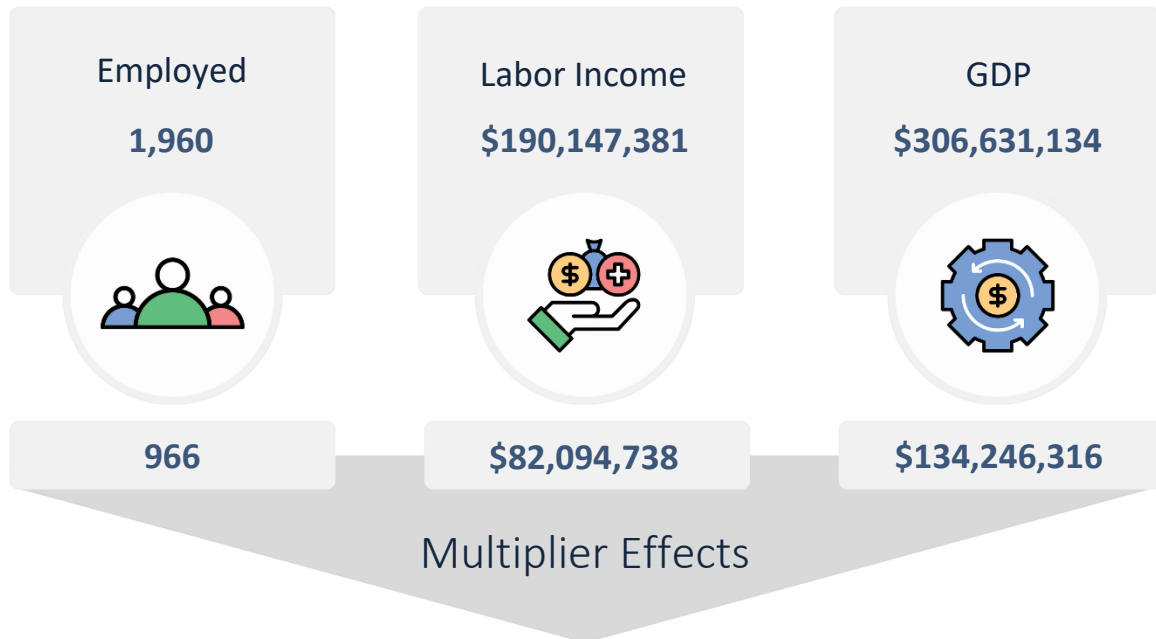 Employed
1,960
Labor Income
$190,147,381
GDP
$306,631,134
$
$
966
$82,094,738
$134,246,316
Multiplier Effects